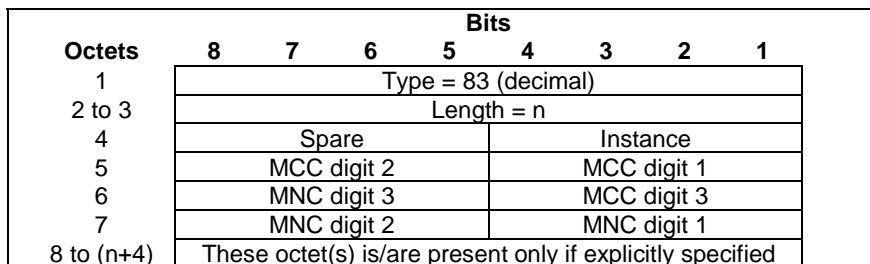 Bits
Octets 8 7 6 5 4 3 2 1
1 Type = 83 (decimal)
2 to 3 Length = n
4 Spare Instance
5 MCC digit 2 MCC digit 1
6 MNC digit 3 MCC digit 3
7 MNC digit 2 MNC digit 1
8 to (n+4) These octet(s) is/are present only if explicitly specified